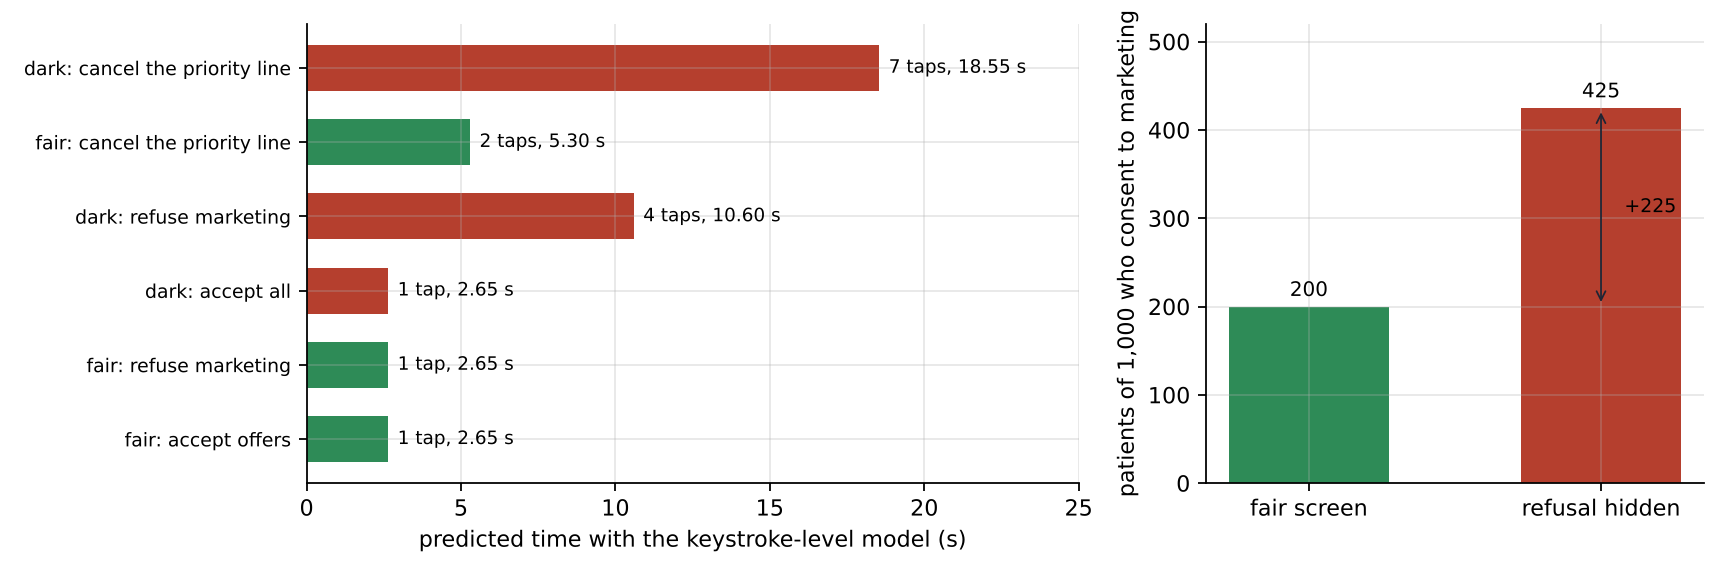 dark: cancel the priority line
7 taps, 18.55 s
fair: cancel the priority line
2 taps, 5.30 s
dark: refuse marketing
4 taps, 10.60 s
dark: accept all
1 tap, 2.65 s
fair: refuse marketing
1 tap, 2.65 s
fair: accept offers
1 tap, 2.65 s
0 5 10 15 20 25
predicted time with the keystroke-level model (s)
patients of 1,000 who consent to marketing
500
400
300
200
100
0
200
425
+225
fair screen
refusal hidden